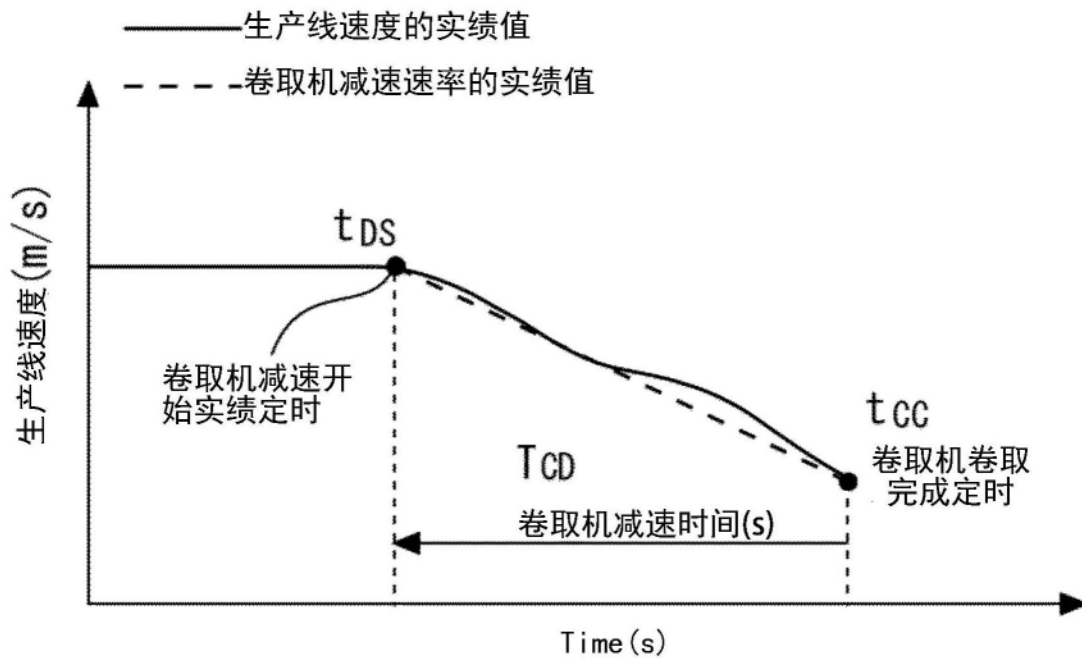 生产线速度的实绩值
卷取机减速速率的实绩值
生产线速度(m/s)
tDS
卷取机减速开
始实绩定时
tCC
卷取机卷取
完成定时
TCD
卷取机减速时间(s)
Time(s)